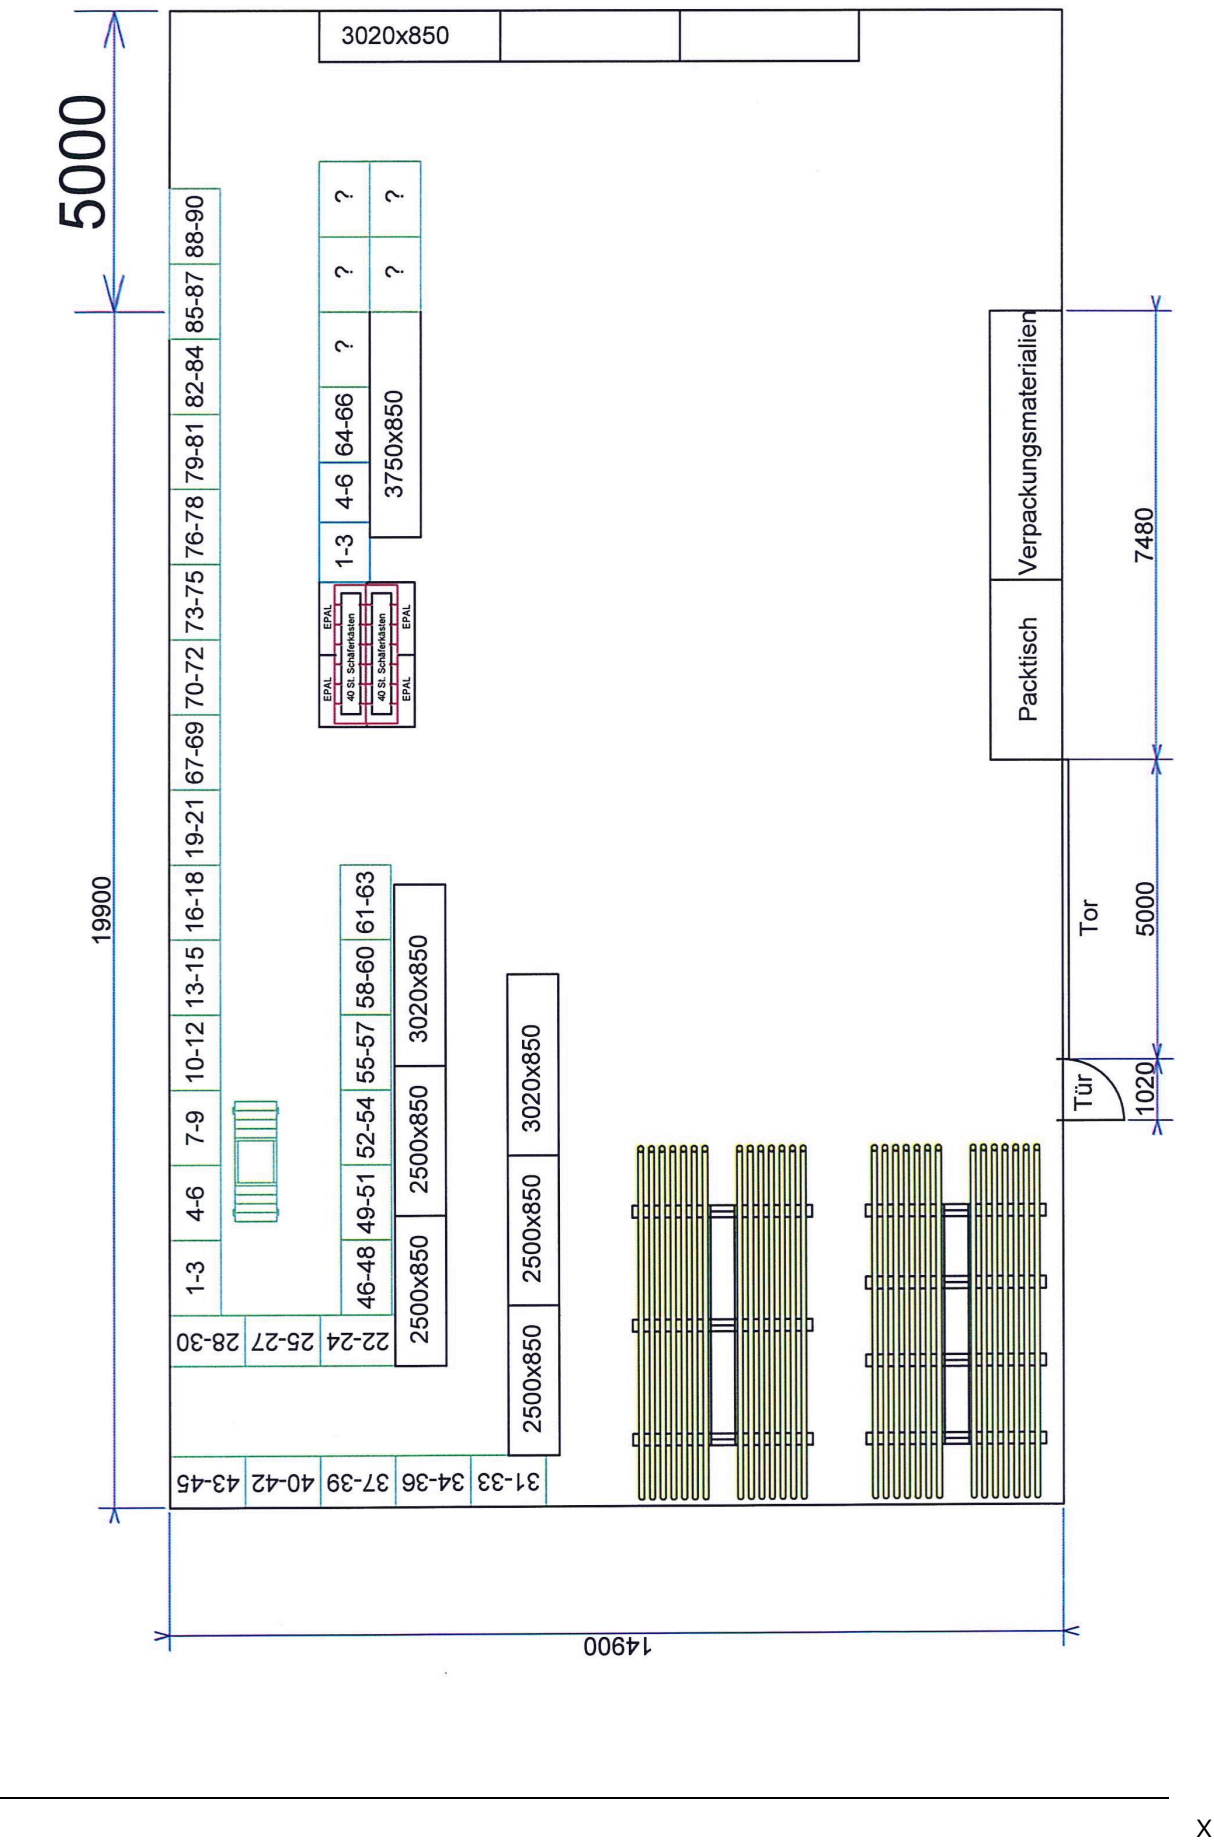 3020x850
5000
19900
88-90
85-87
82-84
79-81
76-78
73-75
70-72
67-69
19-21
16-18
13-15
10-12
7-9
4-6
1-3
?
?
?
?
?
64-66
4-6
1-3
3750x850
EPAL
EPAL
40 St. Schäferkästen
40 St. Schäferkästen
EPAL
EPAL
Verpackungsmaterialien
Packtisch
7480
Tor
5000
Tür
1020
61-63
58-60
55-57
52-54
49-51
46-48
3020x850
2500x850
2500x850
3020x850
2500x850
2500x850
28-30
25-27
22-24
43-45
40-42
37-39
34-36
31-33
14900
X